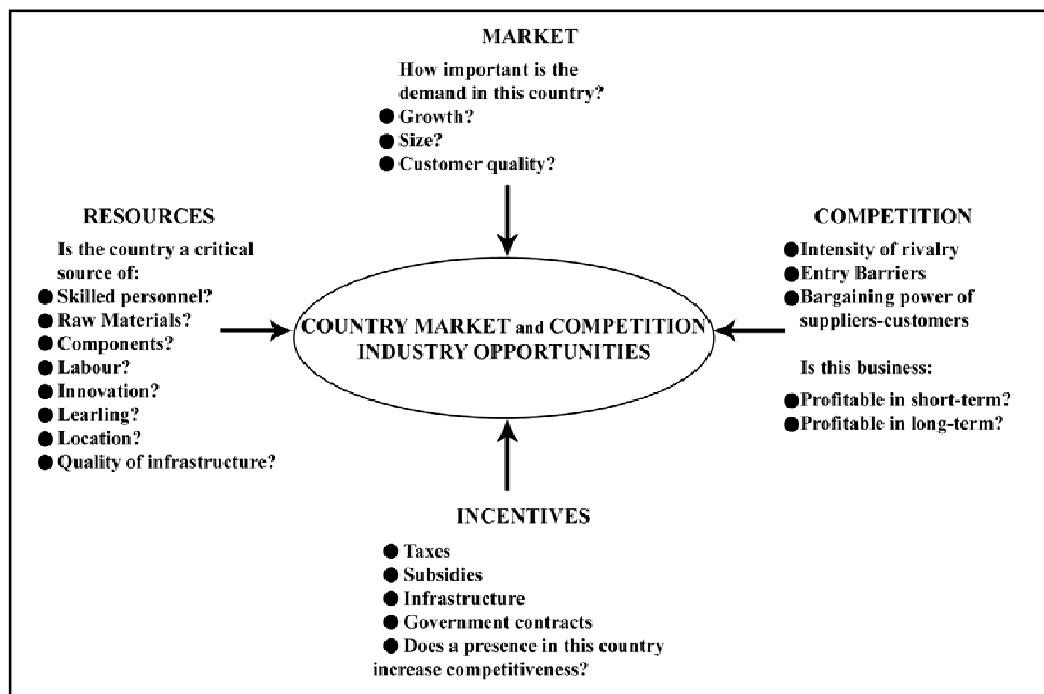 MARKET
How important is the
demand in this country?
● Growth?
● Size?
● Customer quality?
RESOURCES
Is the country a critical
source of:
● Skilled personnel?
● Raw Materials?
● Components?
● Labour?
● Innovation?
● Learling?
● Location?
● Quality of infrastructure?
COUNTRY MARKET and COMPETITION
INDUSTRY OPPORTUNITIES
COMPETITION
● Intensity of rivalry
● Entry Barriers
● Bargaining power of
suppliers-customers
Is this business:
● Profitable in short-term?
● Profitable in long-term?
INCENTIVES
● Taxes
● Subsidies
● Infrastructure
● Government contracts
● Does a presence in this country
increase competitiveness?